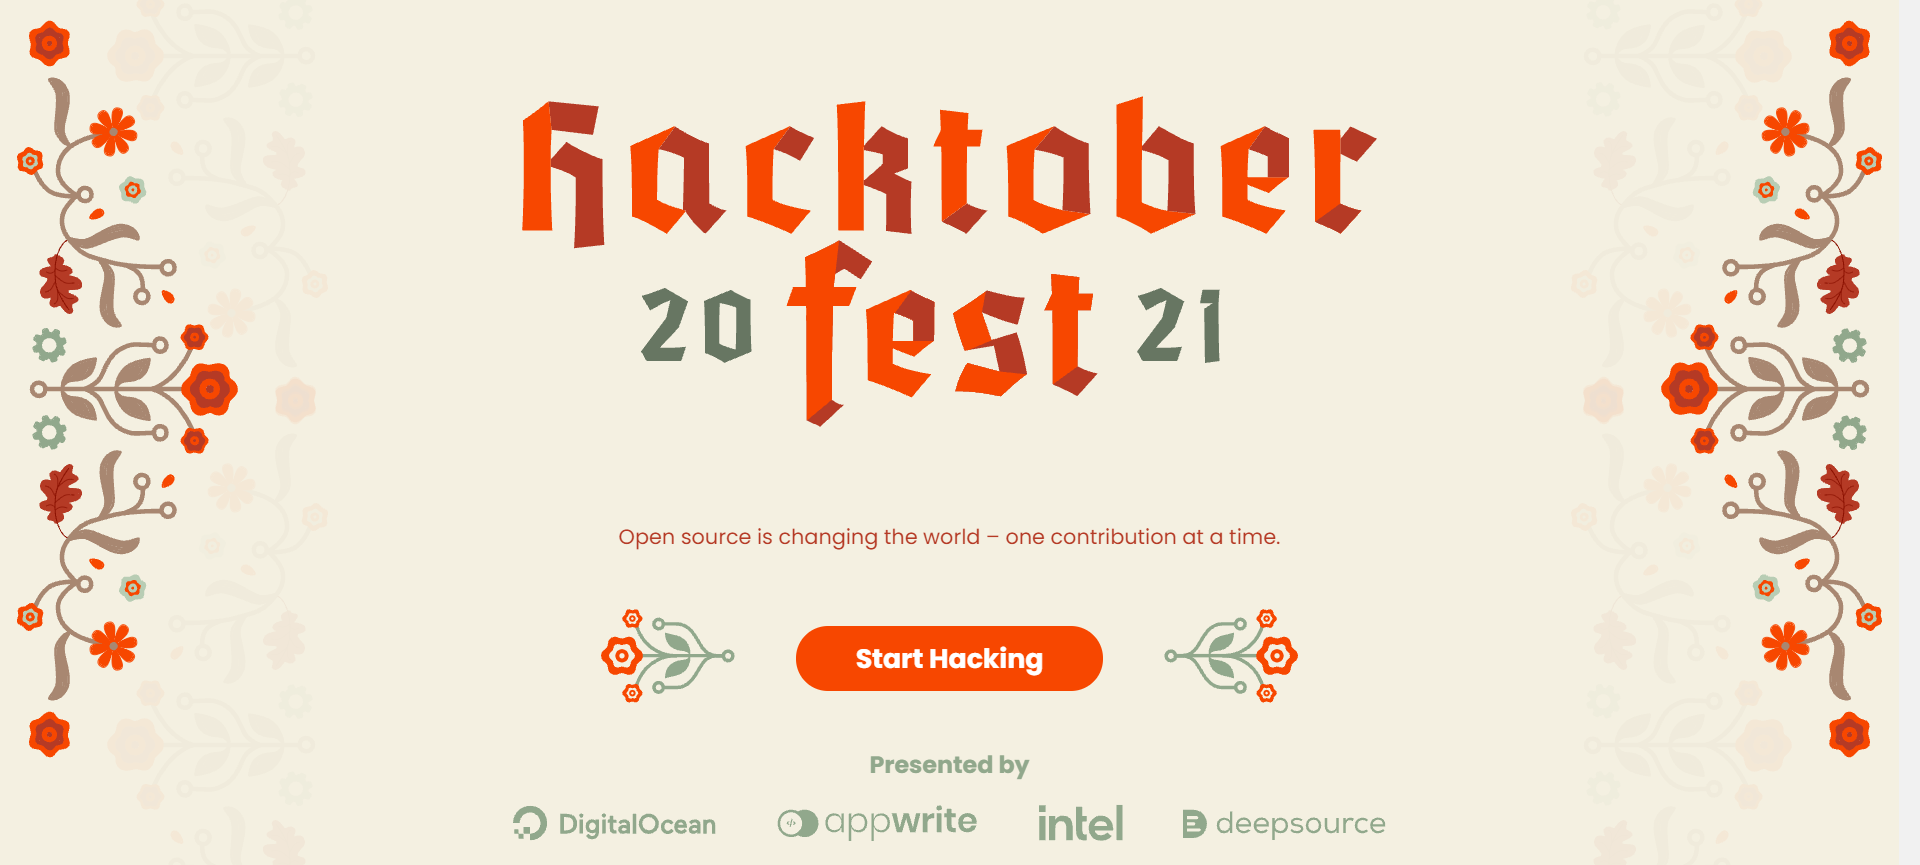 hacktober
20 fest 21
Open source is changing the world – one contribution at a time.
Start Hacking
Presented by
DigitalOcean </> appwrite intel deepsource